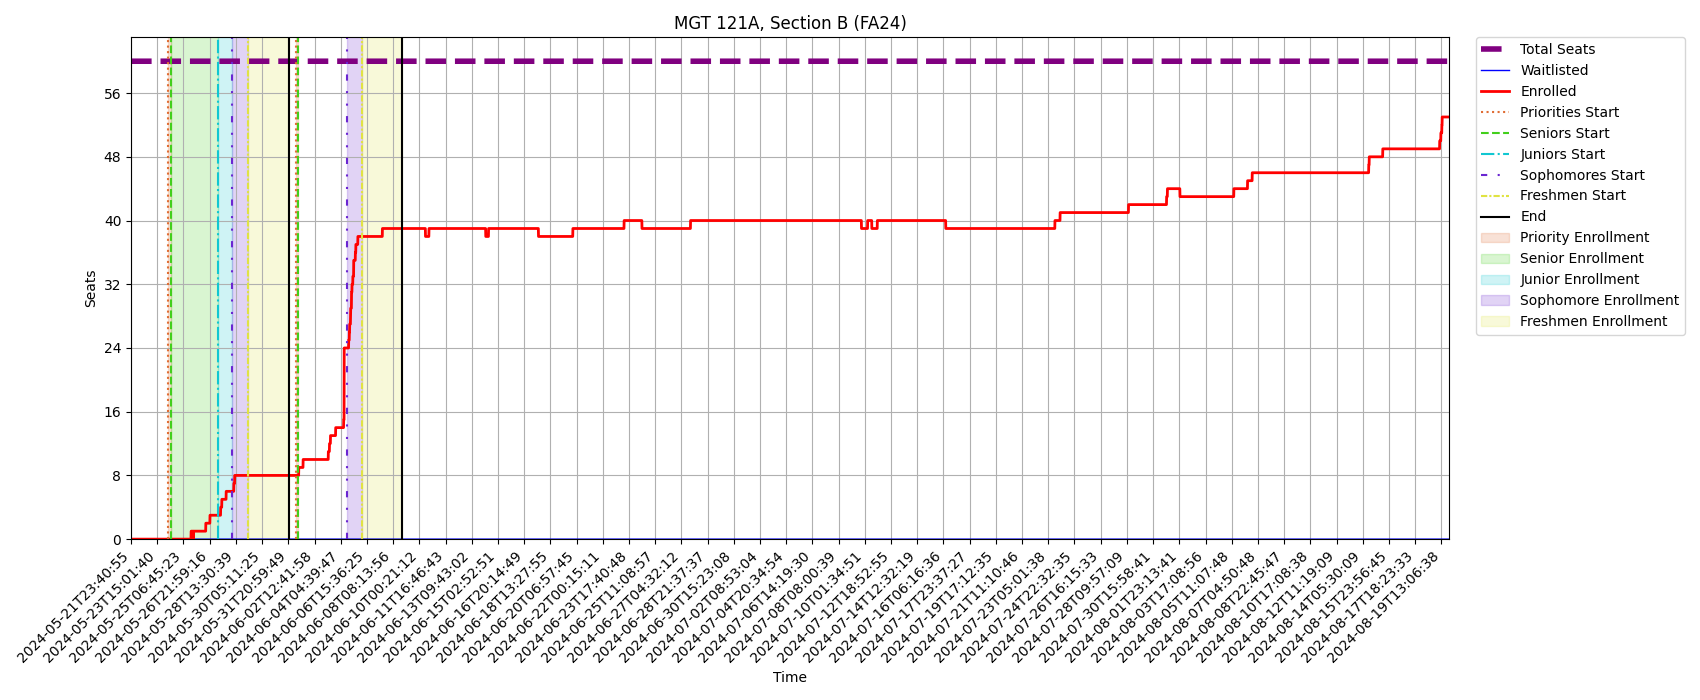 MGT 121A, Section B (FA24)
Seats
56
48
40
32
24
16
8
0
2024-05-21T23:40:55
2024-05-23T15:01:40
2024-05-25T06:45:23
2024-05-26T21:59:16
2024-05-28T13:30:39
2024-05-30T05:11:25
2024-05-31T20:59:49
2024-06-02T12:41:58
2024-06-04T04:39:47
2024-06-06T15:36:25
2024-06-08T08:13:56
2024-06-10T00:21:12
2024-06-11T16:46:43
2024-06-13T09:43:02
2024-06-15T02:52:51
2024-06-16T20:14:49
2024-06-18T13:27:55
2024-06-20T06:57:45
2024-06-22T00:15:11
2024-06-23T17:40:48
2024-06-25T11:08:57
2024-06-27T04:32:12
2024-06-28T21:37:37
2024-06-30T15:23:08
2024-07-02T08:53:04
2024-07-04T20:34:54
2024-07-06T14:19:30
2024-07-08T08:00:39
2024-07-10T01:34:51
2024-07-12T18:52:55
2024-07-14T12:32:19
2024-07-16T06:16:36
2024-07-17T23:37:27
2024-07-19T17:12:35
2024-07-21T11:10:46
2024-07-23T05:01:38
2024-07-24T22:32:35
2024-07-26T16:15:33
2024-07-28T09:57:09
2024-07-30T15:58:41
2024-08-01T23:13:41
2024-08-03T17:08:56
2024-08-05T11:07:48
2024-08-07T04:50:48
2024-08-08T22:45:47
2024-08-10T17:08:38
2024-08-12T11:19:09
2024-08-14T05:30:09
2024-08-15T23:56:45
2024-08-17T18:23:33
2024-08-19T13:06:38
Time
Total Seats
Waitlisted
Enrolled
Priorities Start
Seniors Start
Juniors Start
Sophomores Start
Freshmen Start
End
Priority Enrollment
Senior Enrollment
Junior Enrollment
Sophomore Enrollment
Freshmen Enrollment